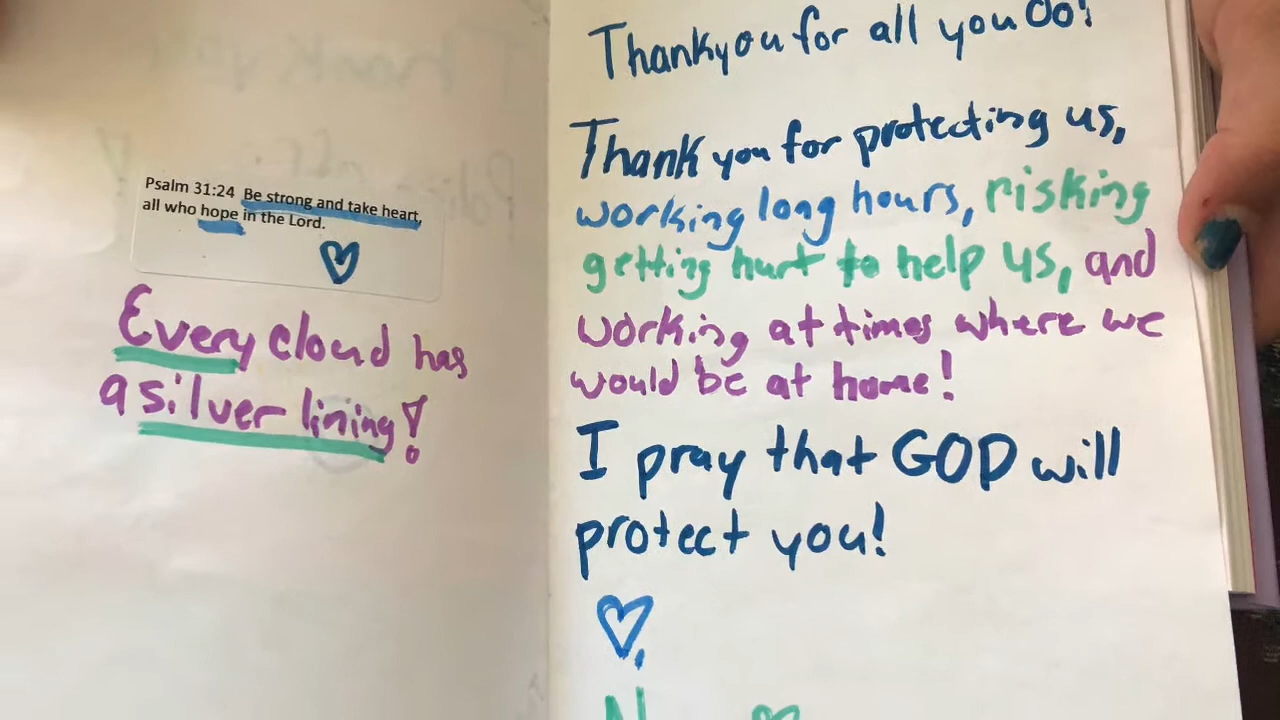 Psalm 31:24 Be strong and take heart,
all who hope in the Lord.
Every cloud has
a silver lining!
Thankyou for all you Do!
Thank you for protecting us,
working long hours, risking
getting hurt to help us, and
working at times where we
would be at home!
I pray that GOD will
protect you!